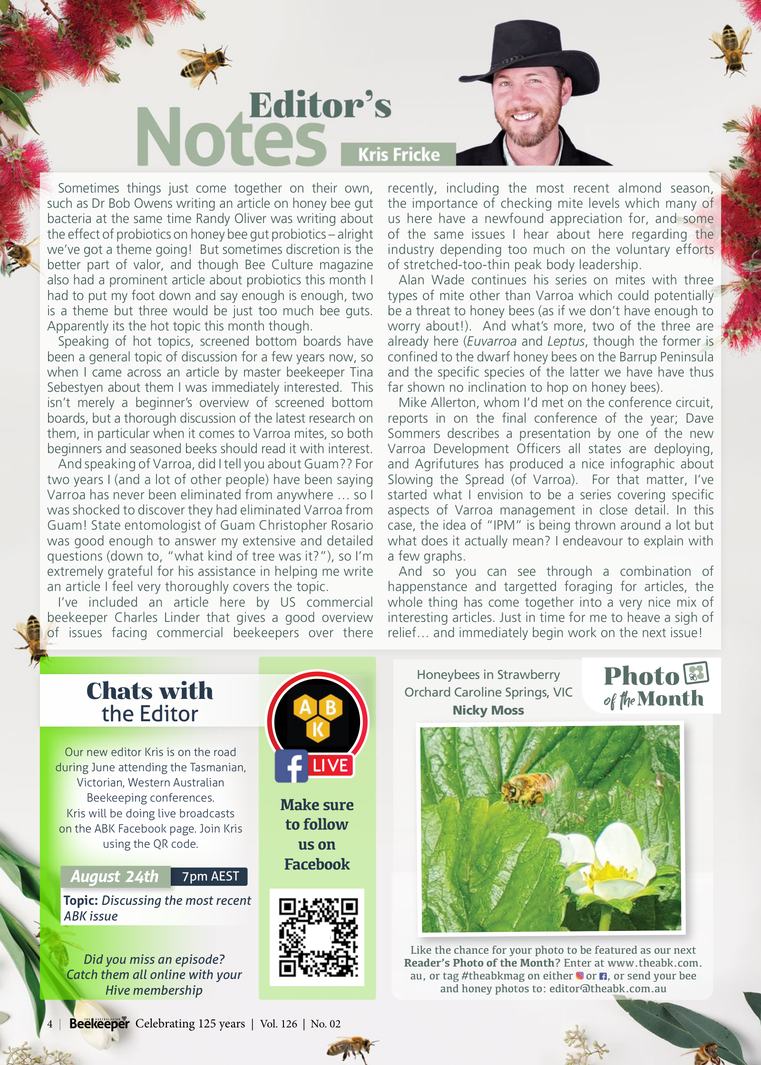 Editor's
Notes
Kris Fricke
Sometimes things just come together on their own,
such as Dr Bob Owens writing an article on honey bee gut
bacteria at the same time Randy Oliver was writing about
the effect of probiotics on honey bee gut probiotics – alright
we've got a theme going! But sometimes discretion is the
better part of valor, and though Bee Culture magazine
also had a prominent article about probiotics this month I
had to put my foot down and say enough is enough, two
is a theme but three would be just too much bee guts.
Apparently its the hot topic this month though.
Speaking of hot topics, screened bottom boards have
been a general topic of discussion for a few years now, so
when I came across an article by master beekeeper Tina
Sebestyen about them I was immediately interested. This
isn't merely a beginner's overview of screened bottom
boards, but a thorough discussion of the latest research on
them, in particular when it comes to Varroa mites, so both
beginners and seasoned beeks should read it with interest.
And speaking of Varroa, did I tell you about Guam?? For
two years I (and a lot of other people) have been saying
Varroa has never been eliminated from anywhere … so I
was shocked to discover they had eliminated Varroa from
Guam! State entomologist of Guam Christopher Rosario
was good enough to answer my extensive and detailed
questions (down to, “what kind of tree was it?”), so I'm
extremely grateful for his assistance in helping me write
an article I feel very thoroughly covers the topic.
I've included an article here by US commercial
beekeeper Charles Linder that gives a good overview
of issues facing commercial beekeepers over there
recently, including the most recent almond season,
the importance of checking mite levels which many of
us here have a newfound appreciation for, and some
of the same issues I hear about here regarding the
industry depending too much on the voluntary efforts
of stretched-too-thin peak body leadership.
Alan Wade continues his series on mites with three
types of mite other than Varroa which could potentially
be a threat to honey bees (as if we don't have enough to
worry about!). And what's more, two of the three are
already here (Euvarroa and Leptus, though the former is
confined to the dwarf honey bees on the Barrup Peninsula
and the specific species of the latter we have have thus
far shown no inclination to hop on honey bees).
Mike Allerton, whom I'd met on the conference circuit,
reports in on the final conference of the year; Dave
Sommers describes a presentation by one of the new
Varroa Development Officers all states are deploying,
and Agrifutures has produced a nice infographic about
Slowing the Spread (of Varroa). For that matter, I've
started what I envision to be a series covering specific
aspects of Varroa management in close detail. In this
case, the idea of “IPM” is being thrown around a lot but
what does it actually mean? I endeavour to explain with
a few graphs.
And so you can see through a combination of
happenstance and targetted foraging for articles, the
whole thing has come together into a very nice mix of
interesting articles. Just in time for me to heave a sigh of
relief… and immediately begin work on the next issue!
Chats with
the Editor
Our new editor Kris is on the road
during June attending the Tasmanian,
Victorian, Western Australian
Beekeeping conferences.
Kris will be doing live broadcasts
on the ABK Facebook page. Join Kris
using the QR code.
August 24th 7pm AEST
Topic: Discussing the most recent
ABK issue
Did you miss an episode?
Catch them all online with your
Hive membership
A B
K
f LIVE
Make sure
to follow
us on
Facebook
Honeybees in Strawberry
Orchard Caroline Springs, VIC
Nicky Moss
Photo
of the Month
Like the chance for your photo to be featured as our next
Reader's Photo of the Month? Enter at www.theabk.com.
au, or tag #theabkmag on either or f, or send your bee
and honey photos to: editor@theabk.com.au
4 | Beekeeper Celebrating 125 years | Vol. 126 | No. 02